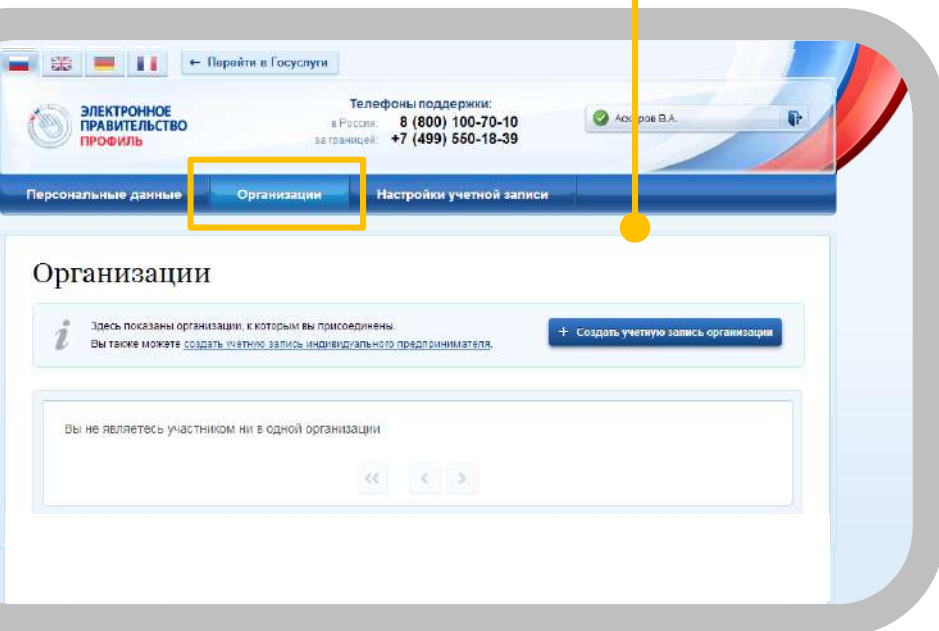 ← Перейти в Госуслуги
ЭЛЕКТРОННОЕ
ПРАВИТЕЛЬСТВО
ПРОФИЛЬ
Телефоны поддержки:
в России: 8 (800) 100-70-10
за границей: +7 (499) 550-18-39
В.А.
Персональные данные Организации Настройки учетной записи
Организации
Здесь показаны организации, к которым вы присоединены.
Вы также можете создать учетную запись индивидуального предпринимателя.
+ Создать учетную запись организации
Вы не являетесь участником ни в одной организации